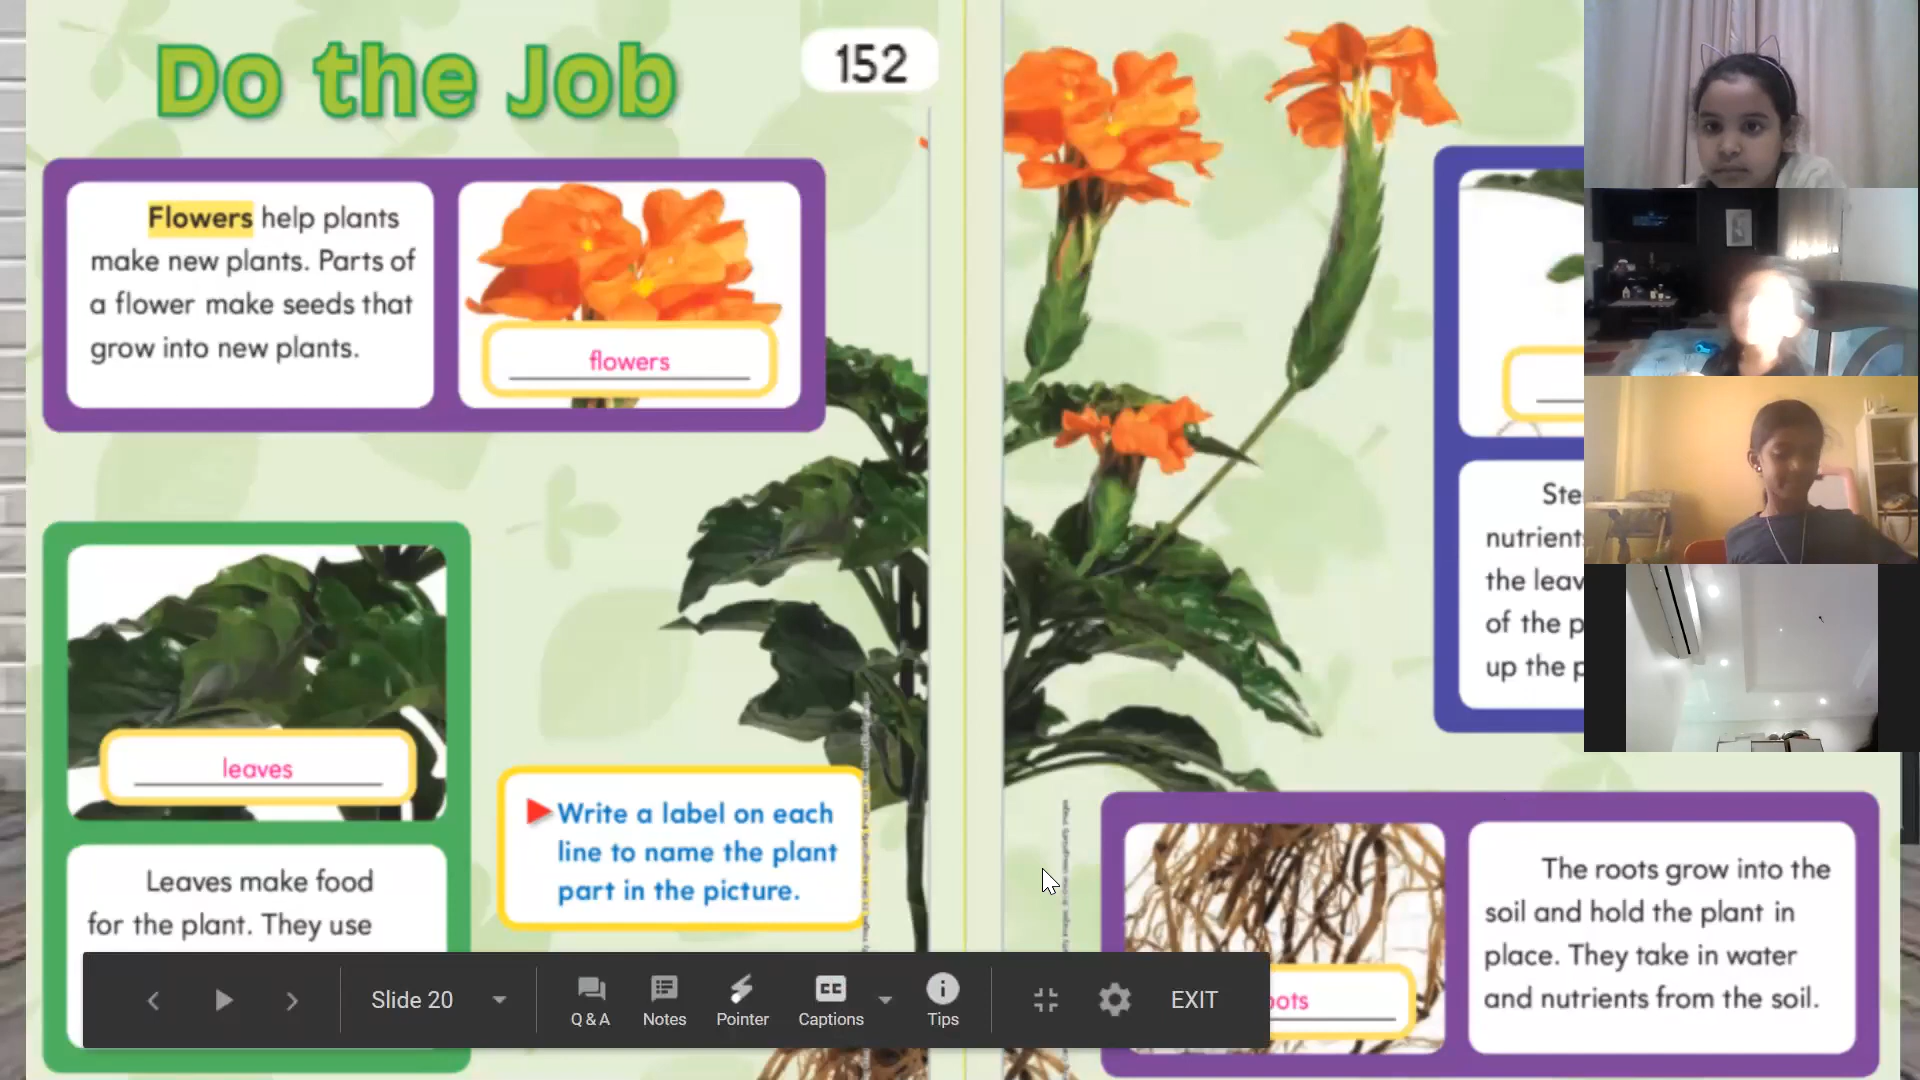 Do the Job
152
Flowers help plants
make new plants. Parts of
a flower make seeds that
grow into new plants.
flowers
leaves
Leaves make food
for the plant. They use
Write a label on each
line to name the plant
part in the picture.
nutrient
the leav
of the p
up the p
The roots grow into the
soil and hold the plant in
place. They take in water
and nutrients from the soil.
Slide 20
Q & A
Notes
Pointer
CC
Captions
Tips
EXIT